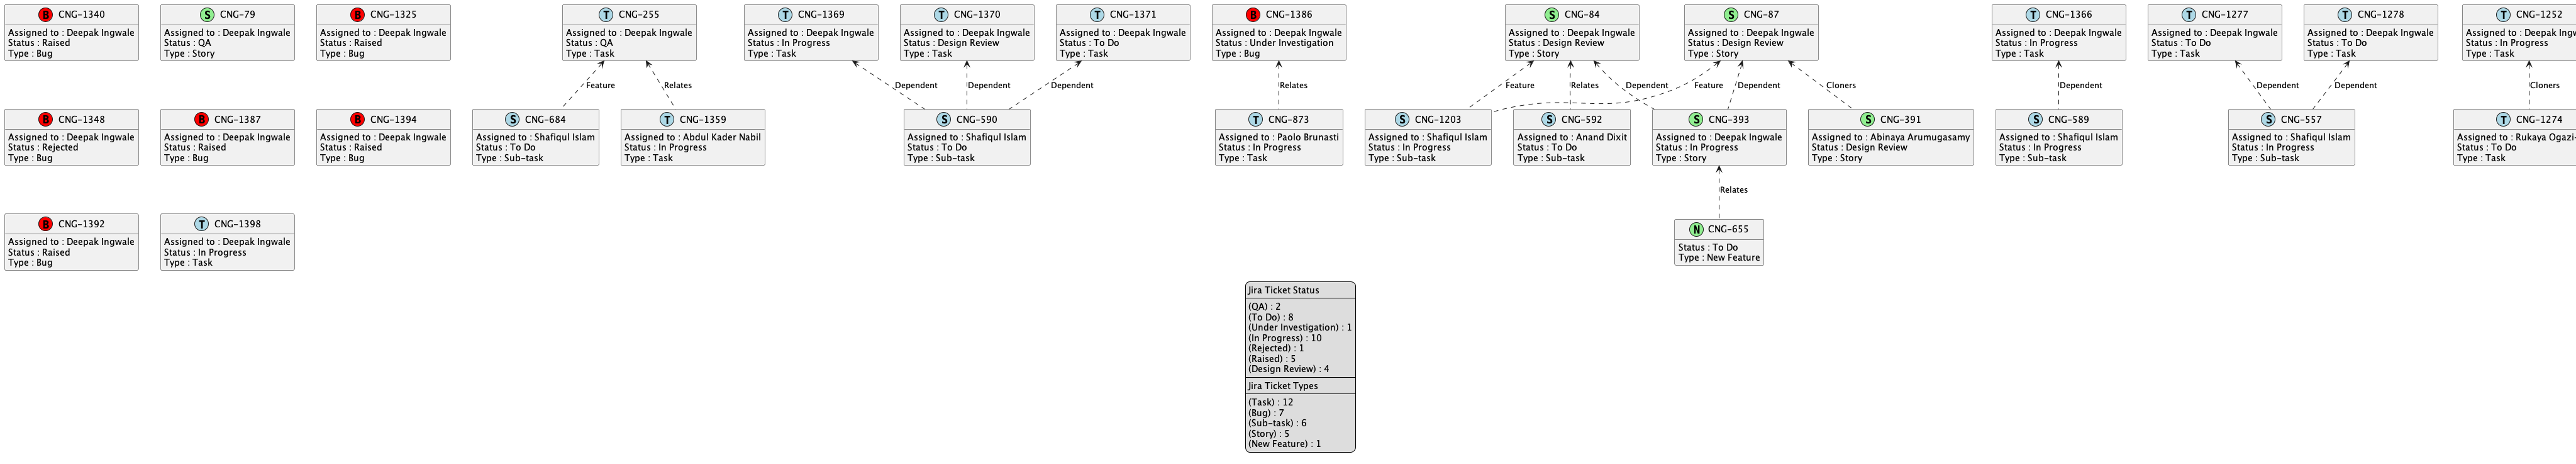 B CNG-1340
Assigned to : Deepak Ingwale
Status : Raised
Type : Bug
S CNG-79
Assigned to : Deepak Ingwale
Status : QA
Type : Story
B CNG-1325
Assigned to : Deepak Ingwale
Status : Raised
Type : Bug
T CNG-255
Assigned to : Deepak Ingwale
Status : QA
Type : Task
T CNG-1369
Assigned to : Deepak Ingwale
Status : In Progress
Type : Task
T CNG-1370
Assigned to : Deepak Ingwale
Status : Design Review
Type : Task
T CNG-1371
Assigned to : Deepak Ingwale
Status : To Do
Type : Task
B CNG-1386
Assigned to : Deepak Ingwale
Status : Under Investigation
Type : Bug
S CNG-84
Assigned to : Deepak Ingwale
Status : Design Review
Type : Story
S CNG-87
Assigned to : Deepak Ingwale
Status : Design Review
Type : Story
T CNG-1366
Assigned to : Deepak Ingwale
Status : In Progress
Type : Task
T CNG-1277
Assigned to : Deepak Ingwale
Status : To Do
Type : Task
T CNG-1278
Assigned to : Deepak Ingwale
Status : To Do
Type : Task
T CNG-1252
Assigned to : Deepak
Status : In Progress
Type : Task
Feature
Relates
Dependent
Dependent
Dependent
Relates
Feature
Relates
Dependent
Feature
Dependent
Cloners
Dependent
Dependent
Dependent
Cloners
B CNG-1348
Assigned to : Deepak Ingwale
Status : Rejected
Type : Bug
B CNG-1387
Assigned to : Deepak Ingwale
Status : Raised
Type : Bug
B CNG-1394
Assigned to : Deepak Ingwale
Status : Raised
Type : Bug
S CNG-684
Assigned to : Shafiqul Islam
Status : To Do
Type : Sub-task
T CNG-1359
Assigned to : Abdul Kader Nabil
Status : In Progress
Type : Task
S CNG-590
Assigned to : Shafiqul Islam
Status : To Do
Type : Sub-task
T CNG-873
Assigned to : Paolo Brunasti
Status : In Progress
Type : Task
S CNG-1203
Assigned to : Shafiqul Islam
Status : In Progress
Type : Sub-task
S CNG-592
Assigned to : Anand Dixit
Status : To Do
Type : Sub-task
S CNG-393
Assigned to : Deepak Ingwale
Status : In Progress
Type : Story
S CNG-391
Assigned to : Abinaya Arumugasamy
Status : Design Review
Type : Story
S CNG-589
Assigned to : Shafiqul Islam
Status : In Progress
Type : Sub-task
S CNG-557
Assigned to : Shafiqul Islam
Status : In Progress
Type : Sub-task
T CNG-1274
Assigned to : Rukaya Ogazi-
Status : To Do
Type : Task
Relates
B CNG-1392
Assigned to : Deepak Ingwale
Status : Raised
Type : Bug
T CNG-1398
Assigned to : Deepak Ingwale
Status : In Progress
Type : Task
N CNG-655
Status : To Do
Type : New Feature
Jira Ticket Status
(QA) : 2
(To Do) : 8
(Under Investigation) : 1
(In Progress) : 10
(Rejected) : 1
(Raised) : 5
(Design Review) : 4
Jira Ticket Types
(Task) : 12
(Bug) : 7
(Sub-task) : 6
(Story) : 5
(New Feature) : 1